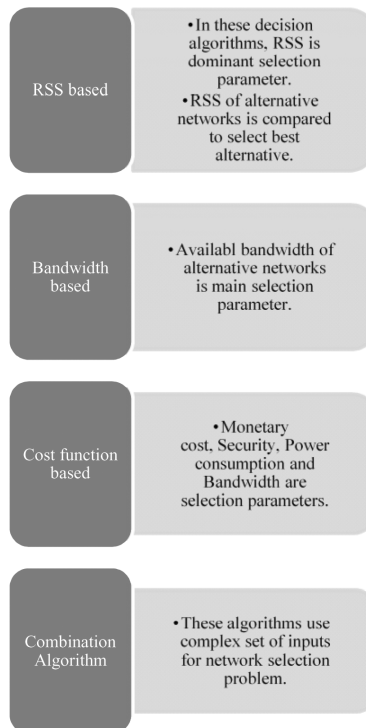 RSS based
•In these decision
algorithms, RSS is
dominant selection
parameter.
•RSS of alternative
networks is compared
to select best
alternative.
Bandwidth
based
•Availabl bandwidth of
alternative networks
is main selection
parameter.
Cost function
based
•Monetary
cost, Security, Power
consumption and
Bandwidth are
selection parameters.
Combination
Algorithm
•These algorithms use
complex set of inputs
for network selection
problem.